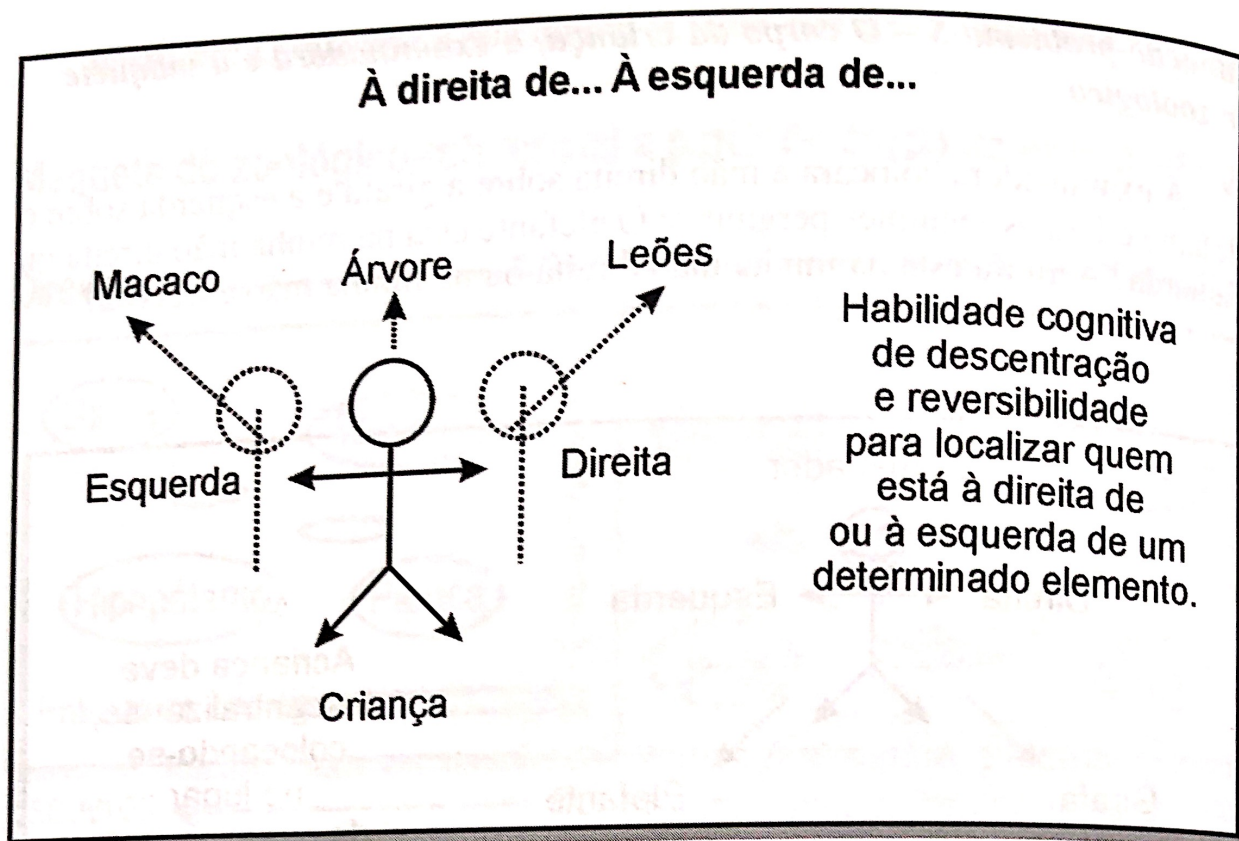 À direita de... À esquerda de...
Macaco
Árvore
Leões
Esquerda
Direita
Criança
Habilidade cognitiva
de descentração
e reversibilidade
para localizar quem
está à direita de
ou à esquerda de um
determinado elemento.